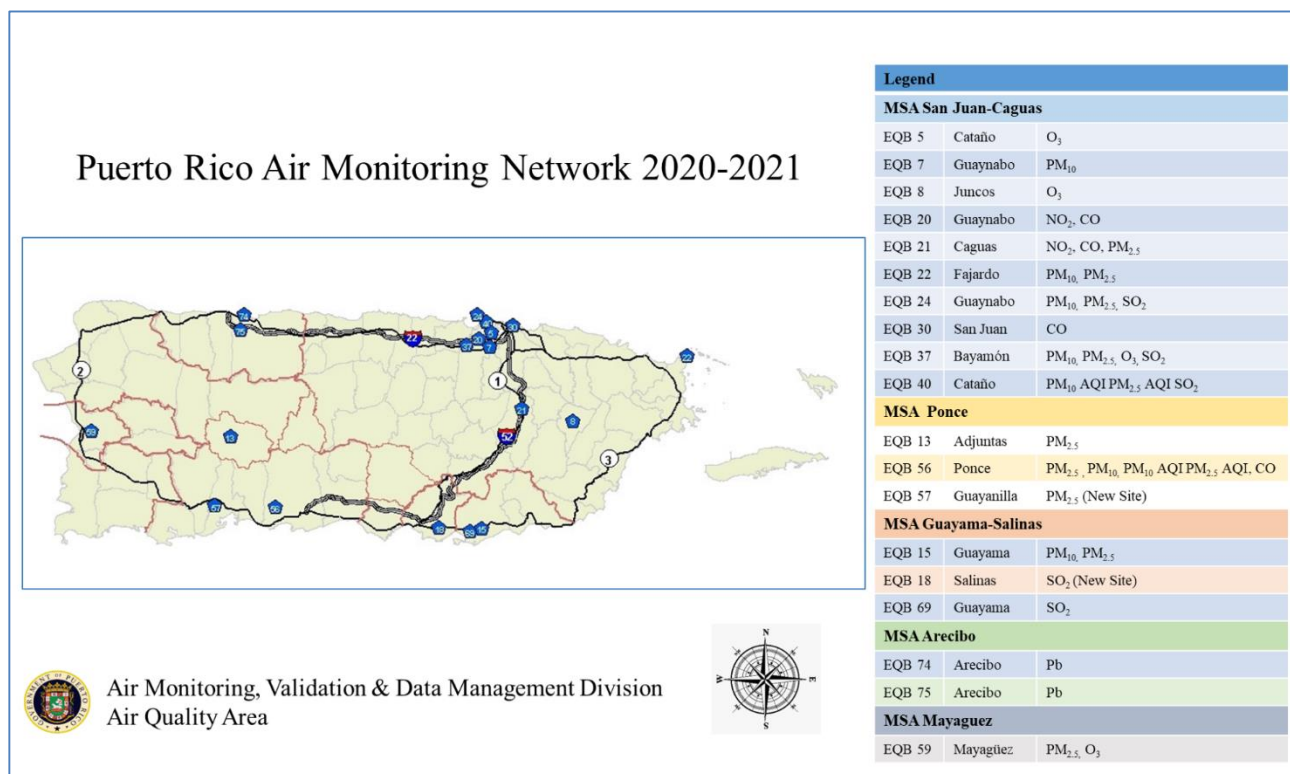 Puerto Rico Air Monitoring Network 2020-2021
74
75
22
24
40
5
30
20
37
7
22
2
1
21
8
59
13
52
3
57
56
18
69
15
GOVERNMENT OF PUERTO RICO
Air Monitoring, Validation & Data Management Division
Air Quality Area
N
W
E
S
Legend
MSA San Juan-Caguas
EQB 5 Cataño O₃
EQB 7 Guaynabo PM₁₀
EQB 8 Juncos O₃
EQB 20 Guaynabo NO₂, CO
EQB 21 Caguas NO₂, CO, PM₂.₅
EQB 22 Fajardo PM₁₀, PM₂.₅
EQB 24 Guaynabo PM₁₀, PM₂.₅, SO₂
EQB 30 San Juan CO
EQB 37 Bayamón PM₁₀, PM₂.₅, O₃, SO₂
EQB 40 Cataño PM₁₀ AQI PM₂.₅ AQI SO₂
MSA Ponce
EQB 13 Adjuntas PM₂.₅
EQB 56 Ponce PM₂.₅ , PM₁₀, PM₁₀ AQI PM₂.₅ AQI, CO
EQB 57 Guayanilla PM₂.₅ (New Site)
MSA Guayama-Salinas
EQB 15 Guayama PM₁₀, PM₂.₅
EQB 18 Salinas SO₂ (New Site)
EQB 69 Guayama SO₂
MSA Arecibo
EQB 74 Arecibo Pb
EQB 75 Arecibo Pb
MSA Mayaguez
EQB 59 Mayagüez PM₂.₅, O₃